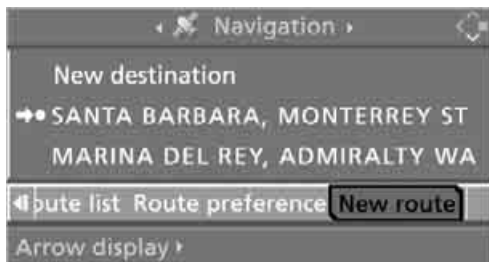 Navigation
New destination
SANTA BARBARA, MONTERREY ST
MARINA DEL REY, ADMIRALTY WA
oute list Route preference New route
Arrow display